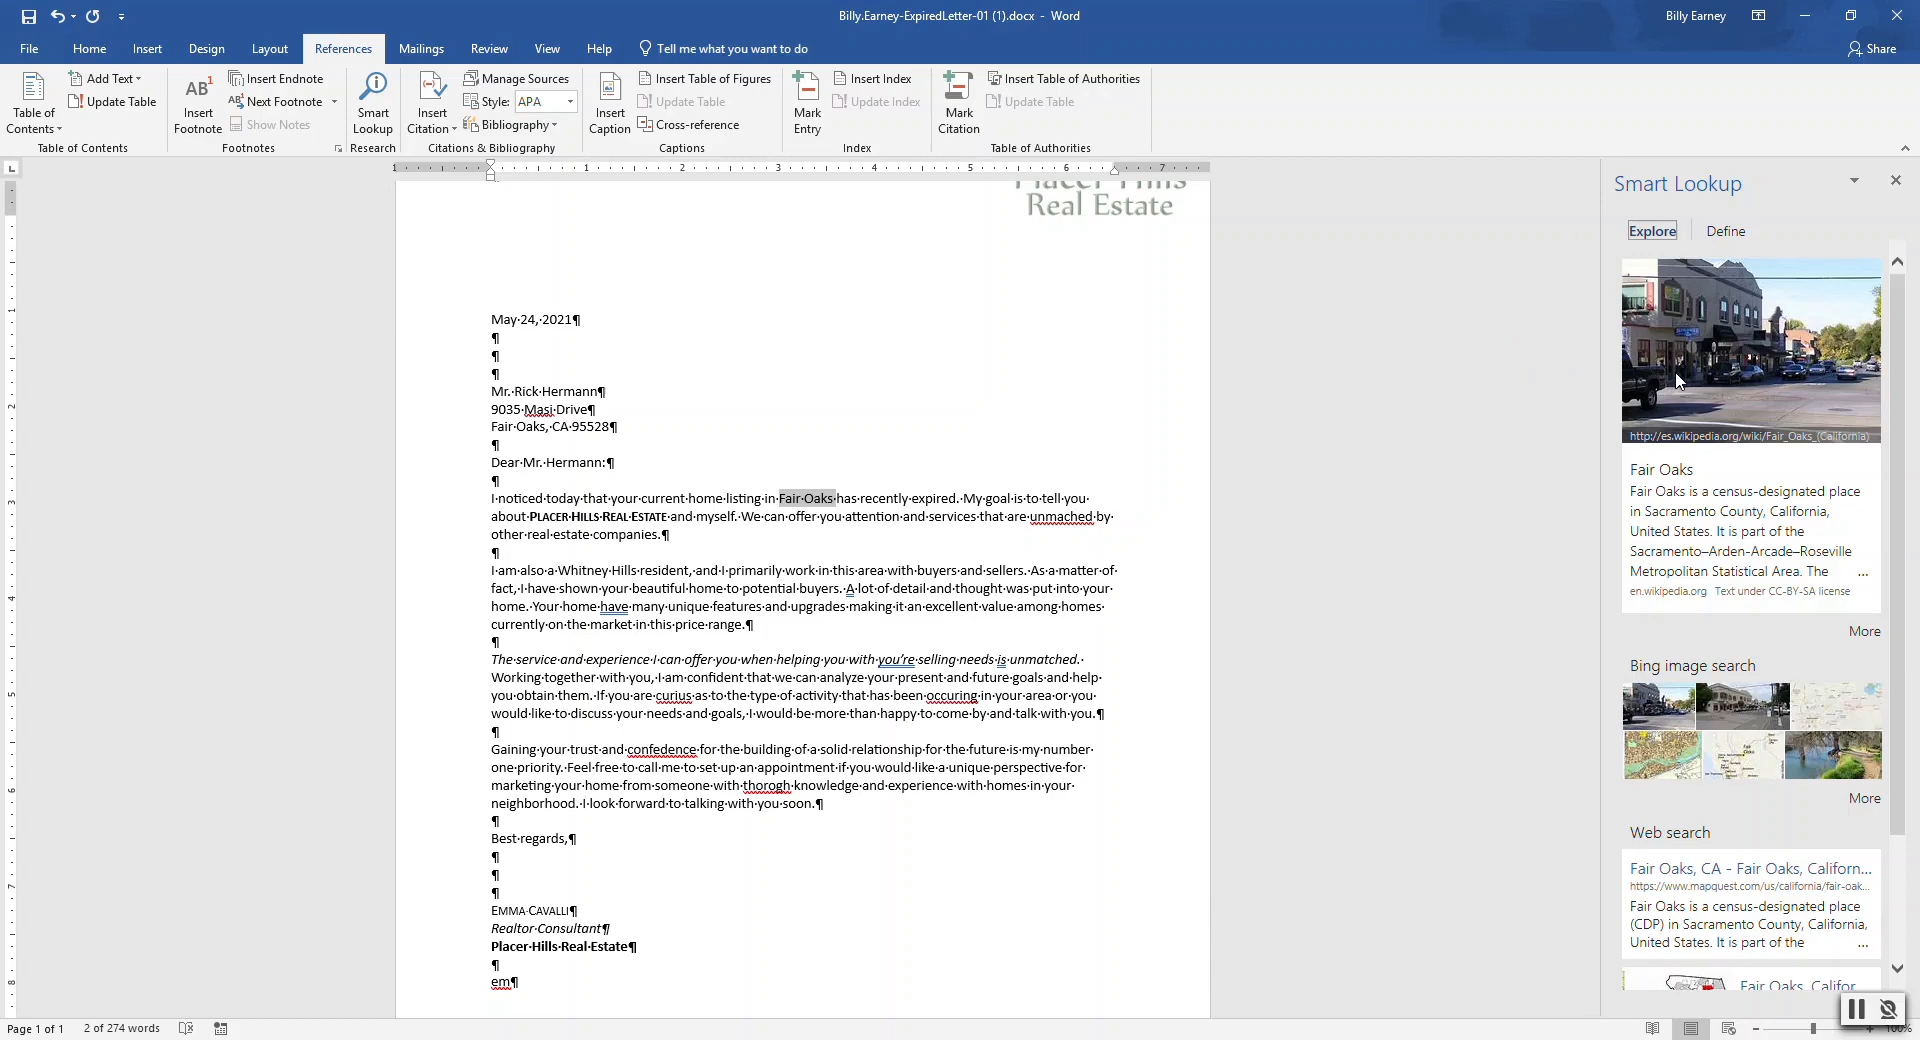 Billy.Earney-ExpiredLetter-01 (1).docx - Word
Billy Earney
File Home Insert Design Layout References Mailings Review View Help Tell me what you want to do
Share
Table of Contents
Add Text
Update Table
Table of Contents
AB1 Insert Footnote
Insert Endnote
Next Footnote
Show Notes
Footnotes
Smart Lookup
Research
Insert Citation
Manage Sources
Style: APA
Bibliography
Citations & Bibliography
Insert Caption
Insert Table of Figures
Update Table
Cross-reference
Captions
Mark Entry
Insert Index
Update Index
Index
Mark Citation
Insert Table of Authorities
Update Table
Table of Authorities
Placer Hills
Real Estate
May 24, 2021¶
¶
¶
¶
Mr. Rick Hermann¶
9035 Masi Drive¶
Fair Oaks, CA 95528¶
¶
Dear Mr. Hermann:¶
¶
I noticed today that your current home listing in Fair Oaks has recently expired. My goal is to tell you
about PLACER HILLS REAL ESTATE and myself. We can offer you attention and services that are unmached by
other real estate companies.¶
¶
I am also a Whitney Hills resident, and I primarily work in this area with buyers and sellers. As a matter of
fact, I have shown your beautiful home to potential buyers. A lot of detail and thought was put into your
home. Your home have many unique features and upgrades making it an excellent value among homes
currently on the market in this price range.¶
¶
The service and experience I can offer you when helping you with you're selling needs is unmatched.
Working together with you, I am confident that we can analyze your present and future goals and help
you obtain them. If you are curius as to the type of activity that has been occuring in your area or you
would like to discuss your needs and goals, I would be more than happy to come by and talk with you.¶
¶
Gaining your trust and confedence for the building of a solid relationship for the future is my number
one priority. Feel free to call me to set up an appointment if you would like a unique perspective for
marketing your home from someone with thorogh knowledge and experience with homes in your
neighborhood. I look forward to talking with you soon.¶
¶
Best regards,¶
¶
¶
¶
EMMA CAVALLI¶
Realtor Consultant¶
Placer Hills Real Estate¶
¶
em¶
Smart Lookup
Explore Define
http://es.wikipedia.org/wiki/Fair_Oaks_(California)
Fair Oaks
Fair Oaks is a census-designated place
in Sacramento County, California,
United States. It is part of the
Sacramento–Arden-Arcade–Roseville
Metropolitan Statistical Area. The ...
en.wikipedia.org Text under CC-BY-SA license
More
Bing image search
More
Web search
Fair Oaks, CA - Fair Oaks, Californ...
https://www.mapquest.com/us/california/fair-oak...
Fair Oaks is a census-designated place
(CDP) in Sacramento County, California,
United States. It is part of the ...
Fair Oaks, Califor
Page 1 of 1 2 of 274 words
100%